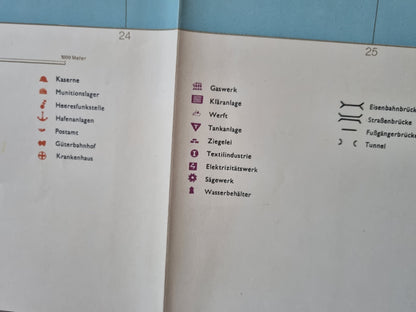 24
25
1000 Meter
Kaserne
Munitionslager
Heeresfunkstelle
Hafenanlagen
Postamt
Güterbahnhof
Krankenhaus
Gaswerk
Kläranlage
Werft
Tankanlage
Ziegelei
Textilindustrie
Elektrizitätswerk
Sägewerk
Wasserbehälter
Eisenbahnbrück
Straßenbrücke
Fußgängerbrück
Tunnel